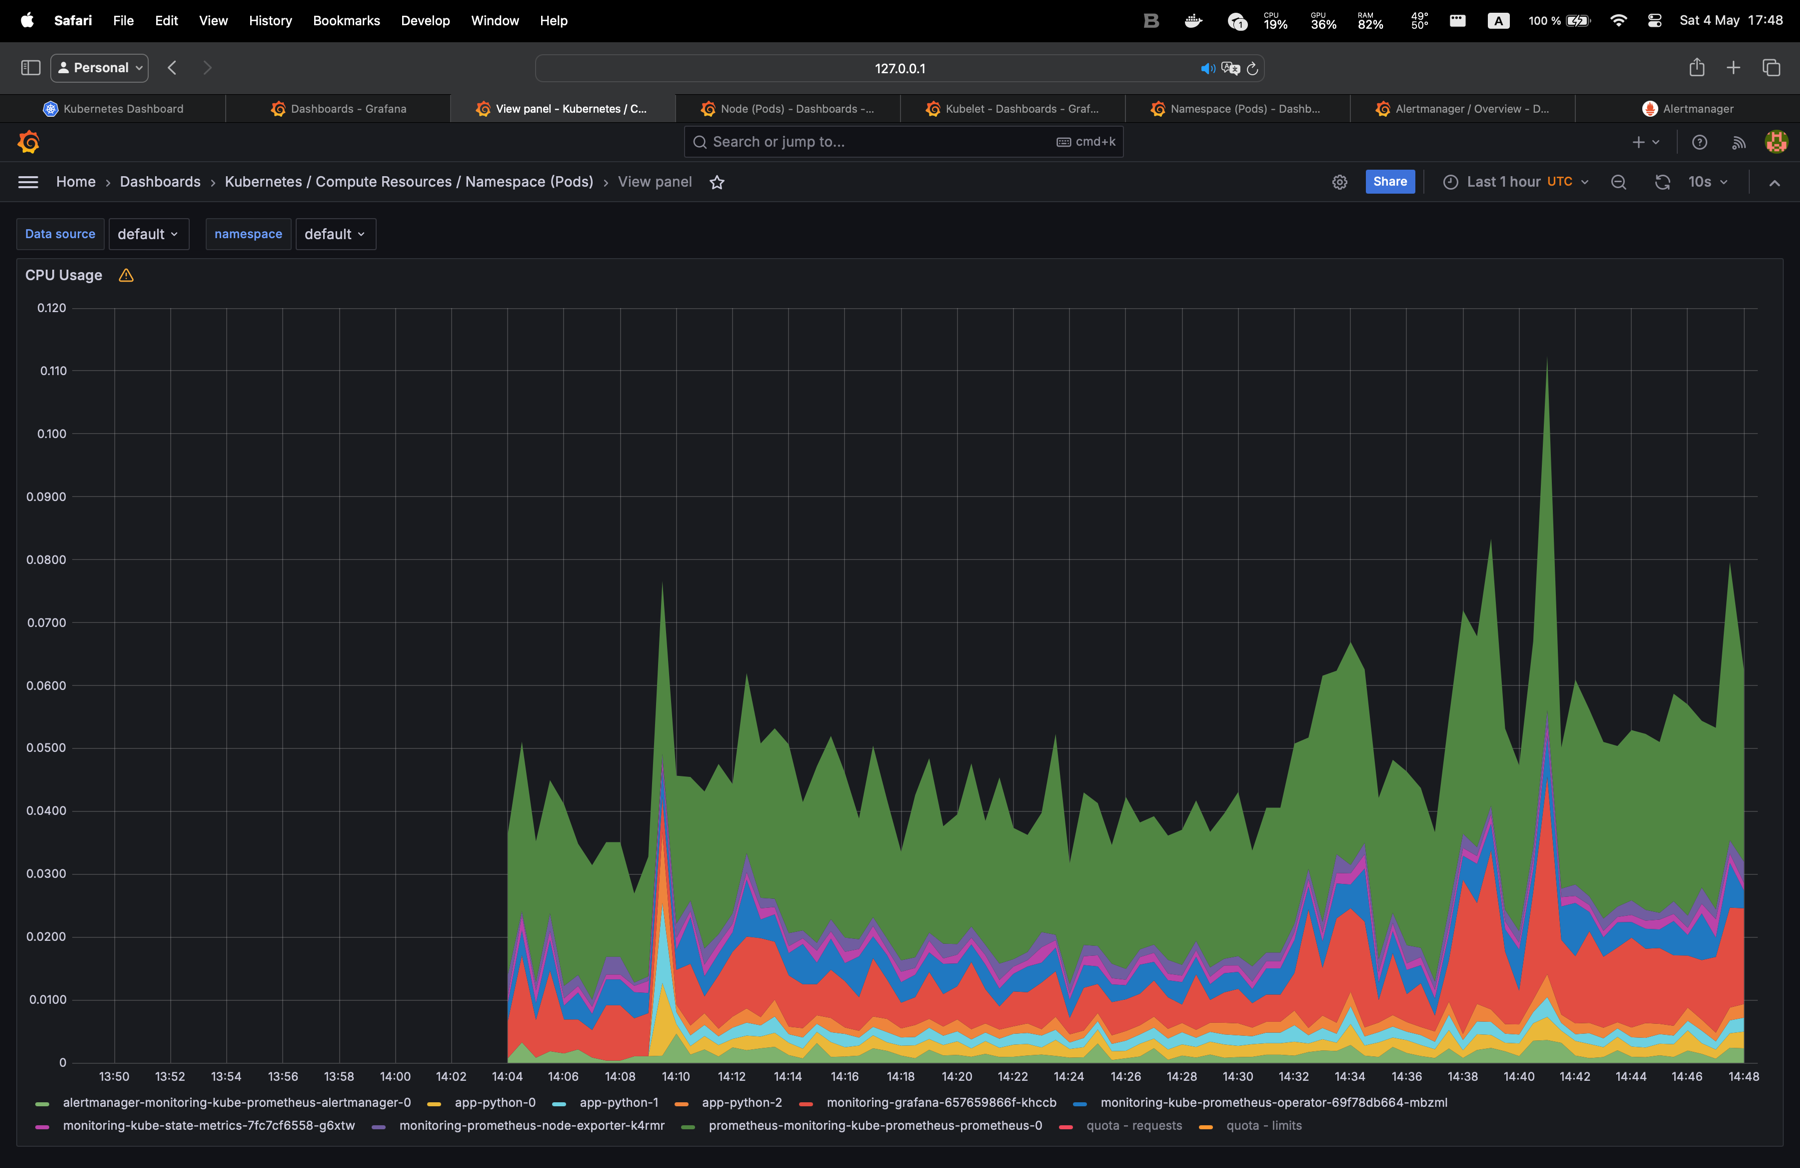 Safari File Edit View History Bookmarks Develop Window Help B 1 CPU 19% GPU 36% RAM 82% 49° 50° A 100 % Sat 4 May 17:48
Personal 127.0.0.1
Kubernetes Dashboard Dashboards - Grafana View panel - Kubernetes / C... Node (Pods) - Dashboards -... Kubelet - Dashboards - Graf... Namespace (Pods) - Dashb... Alertmanager / Overview - D... Alertmanager
Search or jump to... cmd+k
Home › Dashboards › Kubernetes / Compute Resources / Namespace (Pods) › View panel Share Last 1 hour UTC 10s
Data source default namespace default
CPU Usage
0.120
0.110
0.100
0.0900
0.0800
0.0700
0.0600
0.0500
0.0400
0.0300
0.0200
0.0100
0
13:50 13:52 13:54 13:56 13:58 14:00 14:02 14:04 14:06 14:08 14:10 14:12 14:14 14:16 14:18 14:20 14:22 14:24 14:26 14:28 14:30 14:32 14:34 14:36 14:38 14:40 14:42 14:44 14:46 14:48
alertmanager-monitoring-kube-prometheus-alertmanager-0 app-python-0 app-python-1 app-python-2 monitoring-grafana-657659866f-khccb monitoring-kube-prometheus-operator-69f78db664-mbzml
monitoring-kube-state-metrics-7fc7cf6558-g6xtw monitoring-prometheus-node-exporter-k4rmr prometheus-monitoring-kube-prometheus-prometheus-0 quota - requests quota - limits